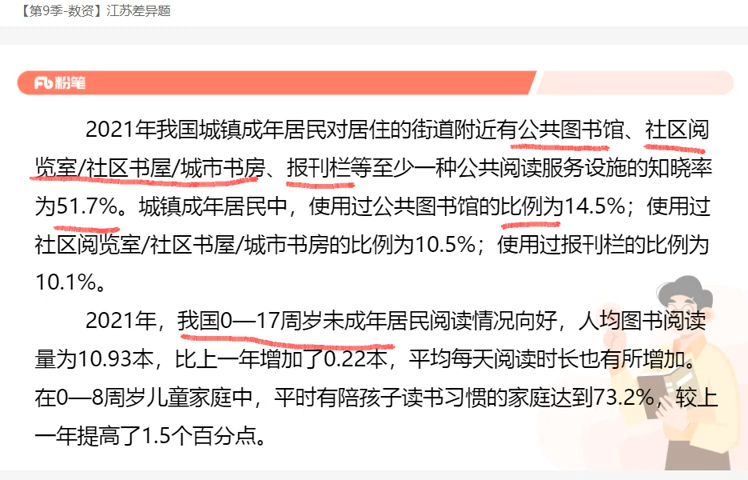 【第9季-数资】江苏差异题
粉笔
2021年我国城镇成年居民对居住的街道附近有公共图书馆、社区阅
览室/社区书屋/城市书房、报刊栏等至少一种公共阅读服务设施的知晓率
为51.7%。城镇成年居民中，使用过公共图书馆的比例为14.5%；使用过
社区阅览室/社区书屋/城市书房的比例为10.5%；使用过报刊栏的比例为
10.1%。
2021年，我国0—17周岁未成年居民阅读情况向好，人均图书阅读
量为10.93本，比上一年增加了0.22本，平均每天阅读时长也有所增加。
在0—8周岁儿童家庭中，平时有陪孩子读书习惯的家庭达到73.2%，较上
一年提高了1.5个百分点。